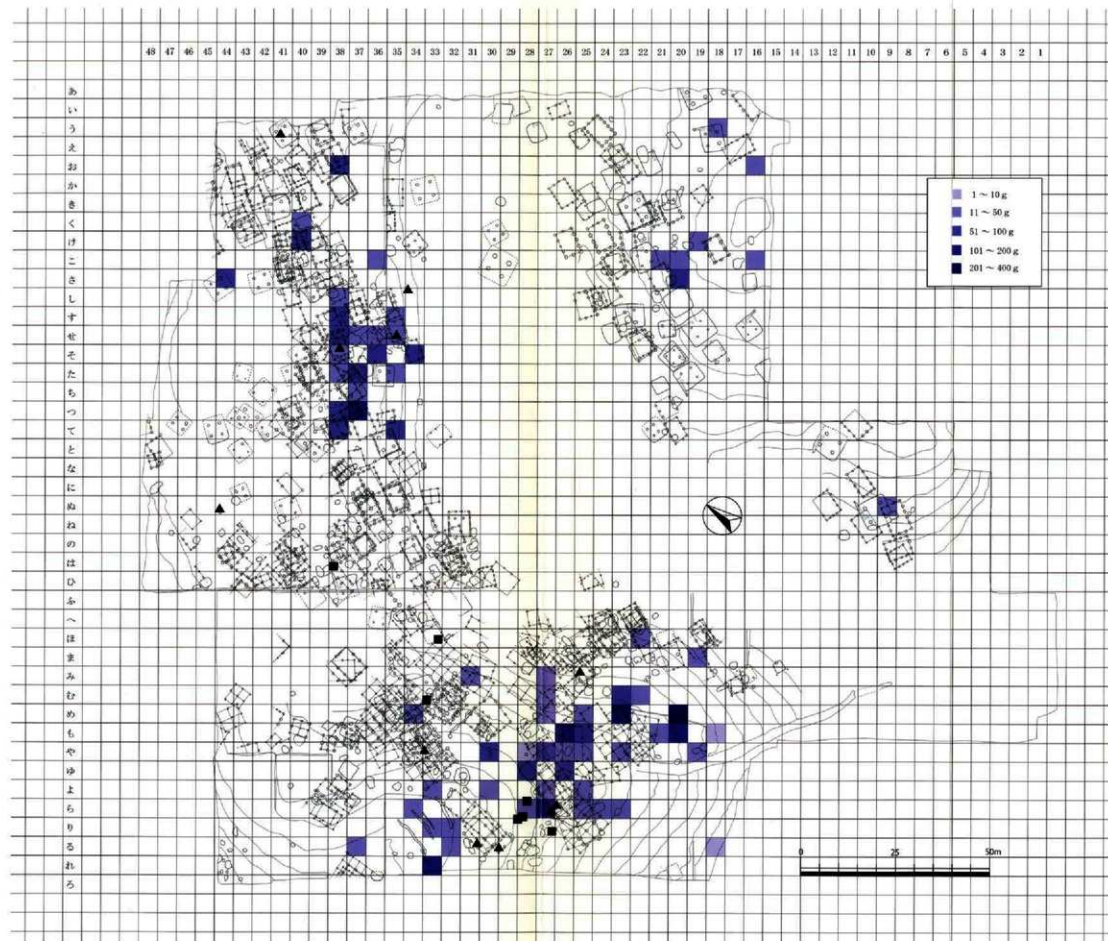 48 47 46 45 44 43 42 41 40 39 38 37 36 35 34 33 32 31 30 29 28 27 26 25 24 23 22 21 20 19 18 17 16 15 14 13 12 11 10 9 8 7 6 5 4 3 2 1
あ
い
う
え
お
か
き
く
け
こ
さ
し
す
せ
そ
た
ち
つ
て
と
な
に
ぬ
ね
の
は
ひ
ふ
へ
ほ
ま
み
む
め
も
や
ゆ
よ
ら
り
る
れ
ろ
1～10g
11～50g
51～100g
101～200g
201～400g
0 25 50m